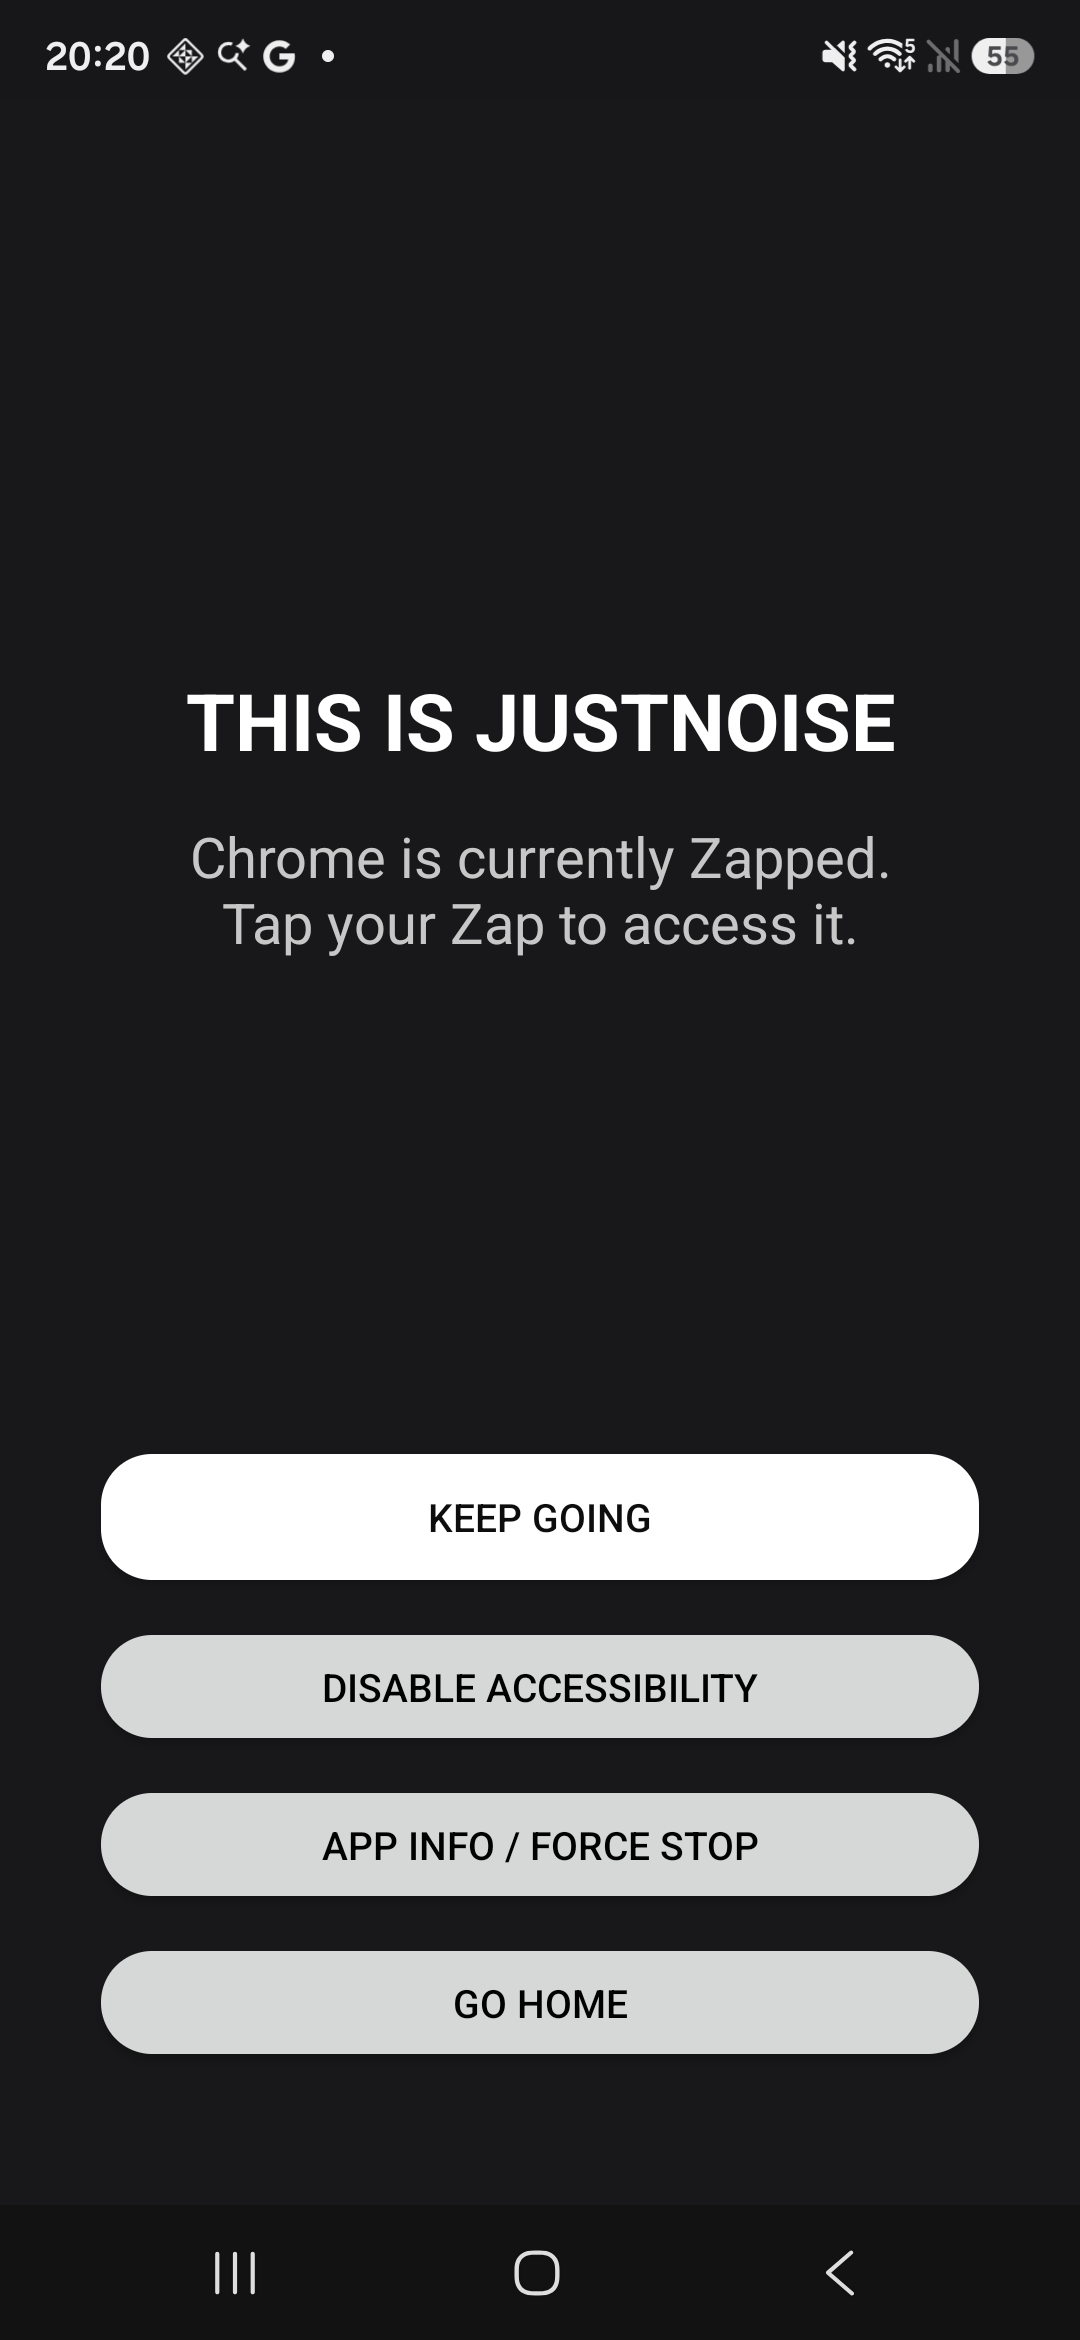 20:20
5
55
THIS IS JUSTNOISE
Chrome is currently Zapped.
Tap your Zap to access it.
KEEP GOING
DISABLE ACCESSIBILITY
APP INFO / FORCE STOP
GO HOME